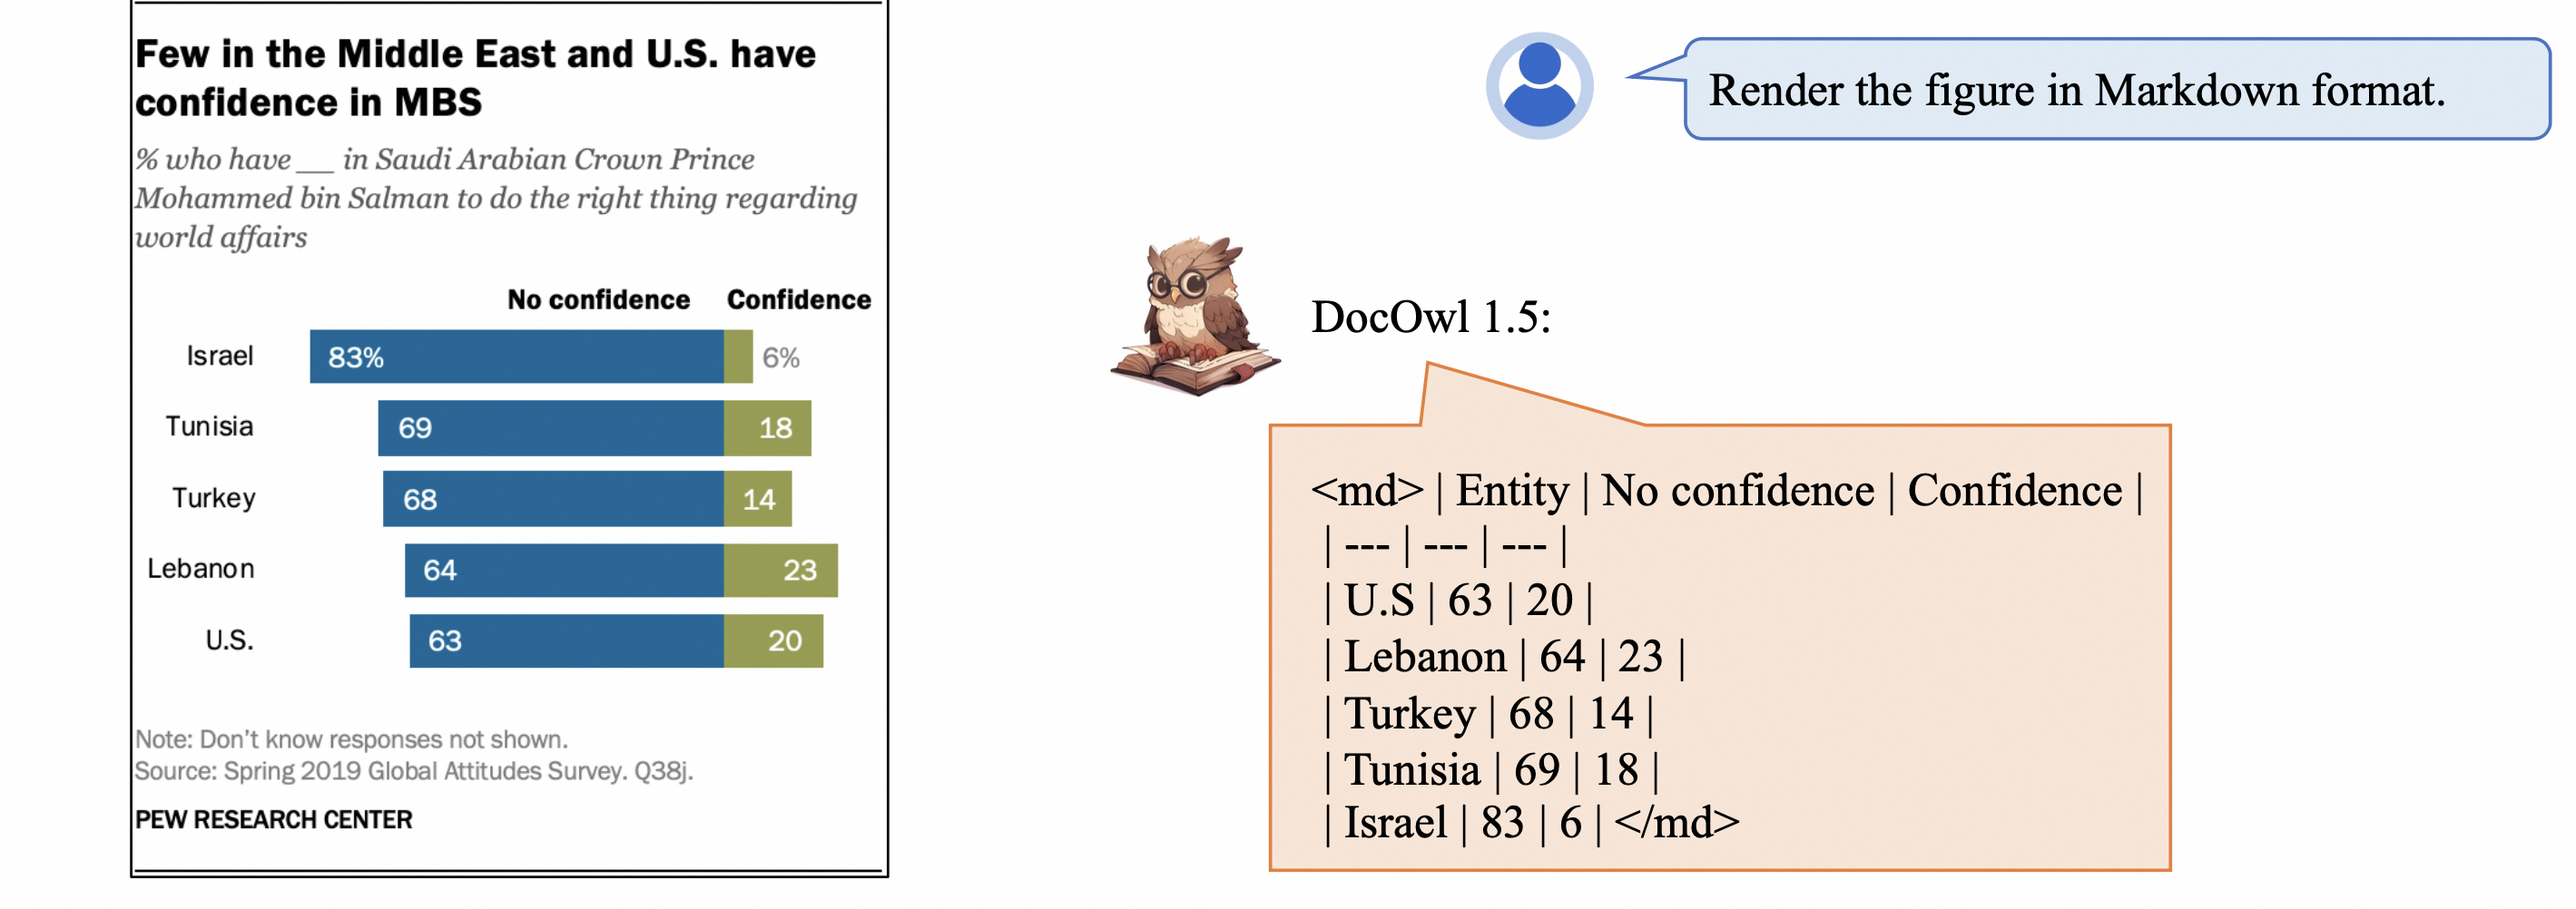 Few in the Middle East and U.S. have
confidence in MBS
% who have __ in Saudi Arabian Crown Prince
Mohammed bin Salman to do the right thing regarding
world affairs
No confidence Confidence
Israel 83% 6%
Tunisia 69 18
Turkey 68 14
Lebanon 64 23
U.S. 63 20
Note: Don't know responses not shown.
Source: Spring 2019 Global Attitudes Survey. Q38j.
PEW RESEARCH CENTER
Render the figure in Markdown format.
DocOwl 1.5:
<md> | Entity | No confidence | Confidence |
| --- | --- | --- |
| U.S | 63 | 20 |
| Lebanon | 64 | 23 |
| Turkey | 68 | 14 |
| Tunisia | 69 | 18 |
| Israel | 83 | 6 | </md>